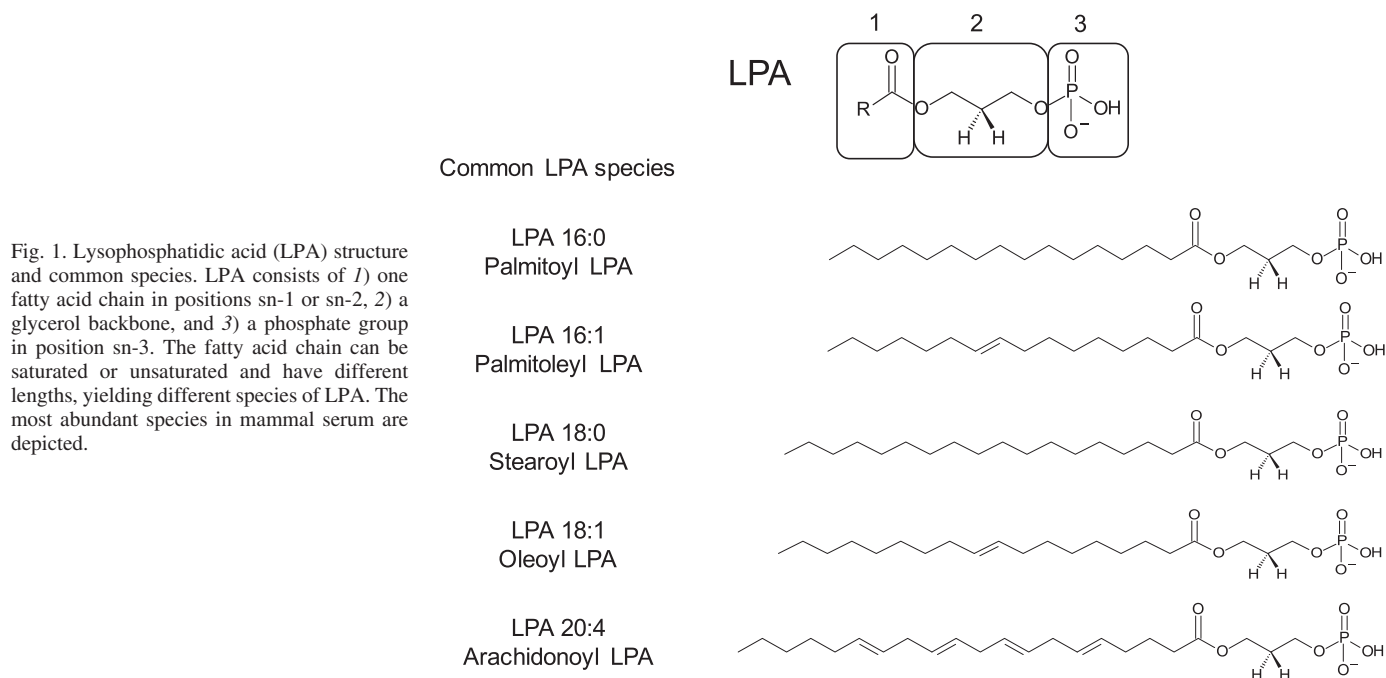 1 2 3
LPA
O O
R O O P OH
H H O–
Common LPA species
Fig. 1. Lysophosphatidic acid (LPA) structure
and common species. LPA consists of 1) one
fatty acid chain in positions sn-1 or sn-2, 2) a
glycerol backbone, and 3) a phosphate group
in position sn-3. The fatty acid chain can be
saturated or unsaturated and have different
lengths, yielding different species of LPA. The
most abundant species in mammal serum are
depicted.
LPA 16:0
Palmitoyl LPA
O O
O O P OH
H H O–
LPA 16:1
Palmitoleyl LPA
O O
O O P OH
H H O–
LPA 18:0
Stearoyl LPA
O O
O O P OH
H H O–
LPA 18:1
Oleoyl LPA
O O
O O P OH
H H O–
LPA 20:4
Arachidonoyl LPA
O O
O O P OH
H H O–